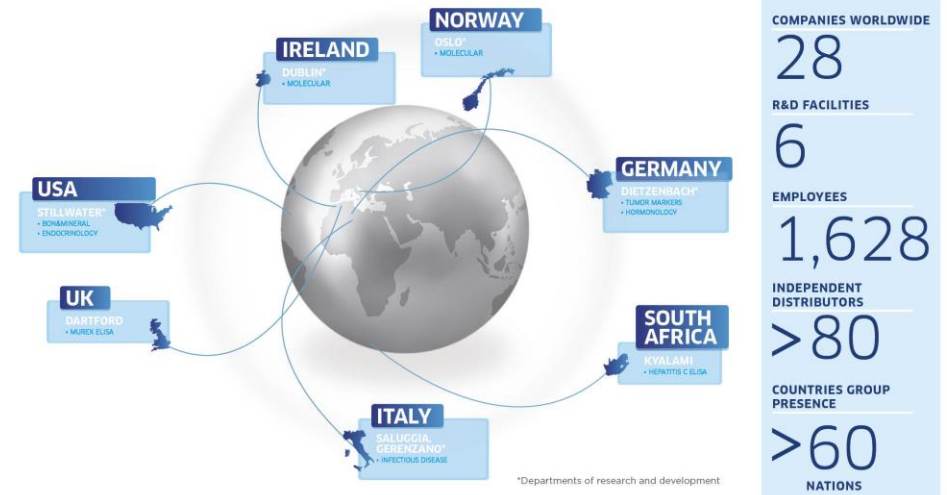 NORWAY
OSLO*
• MOLECULAR
IRELAND
DUBLIN*
• MOLECULAR
GERMANY
DIETZENBACH*
• TUMOR MARKERS
• HORMONOLOGY
USA
STILLWATER*
• BON&MINERAL
• ENDOCRINOLOGY
UK
DARTFORD
• MUREX ELISA
SOUTH
AFRICA
KYALAMI
• HEPATITIS C ELISA
ITALY
SALUGGIA,
GERENZANO*
• INFECTIOUS DISEASE
*Departments of research and development
COMPANIES WORLDWIDE
28
R&D FACILITIES
6
EMPLOYEES
1,628
INDEPENDENT
DISTRIBUTORS
>80
COUNTRIES GROUP
PRESENCE
>60
NATIONS